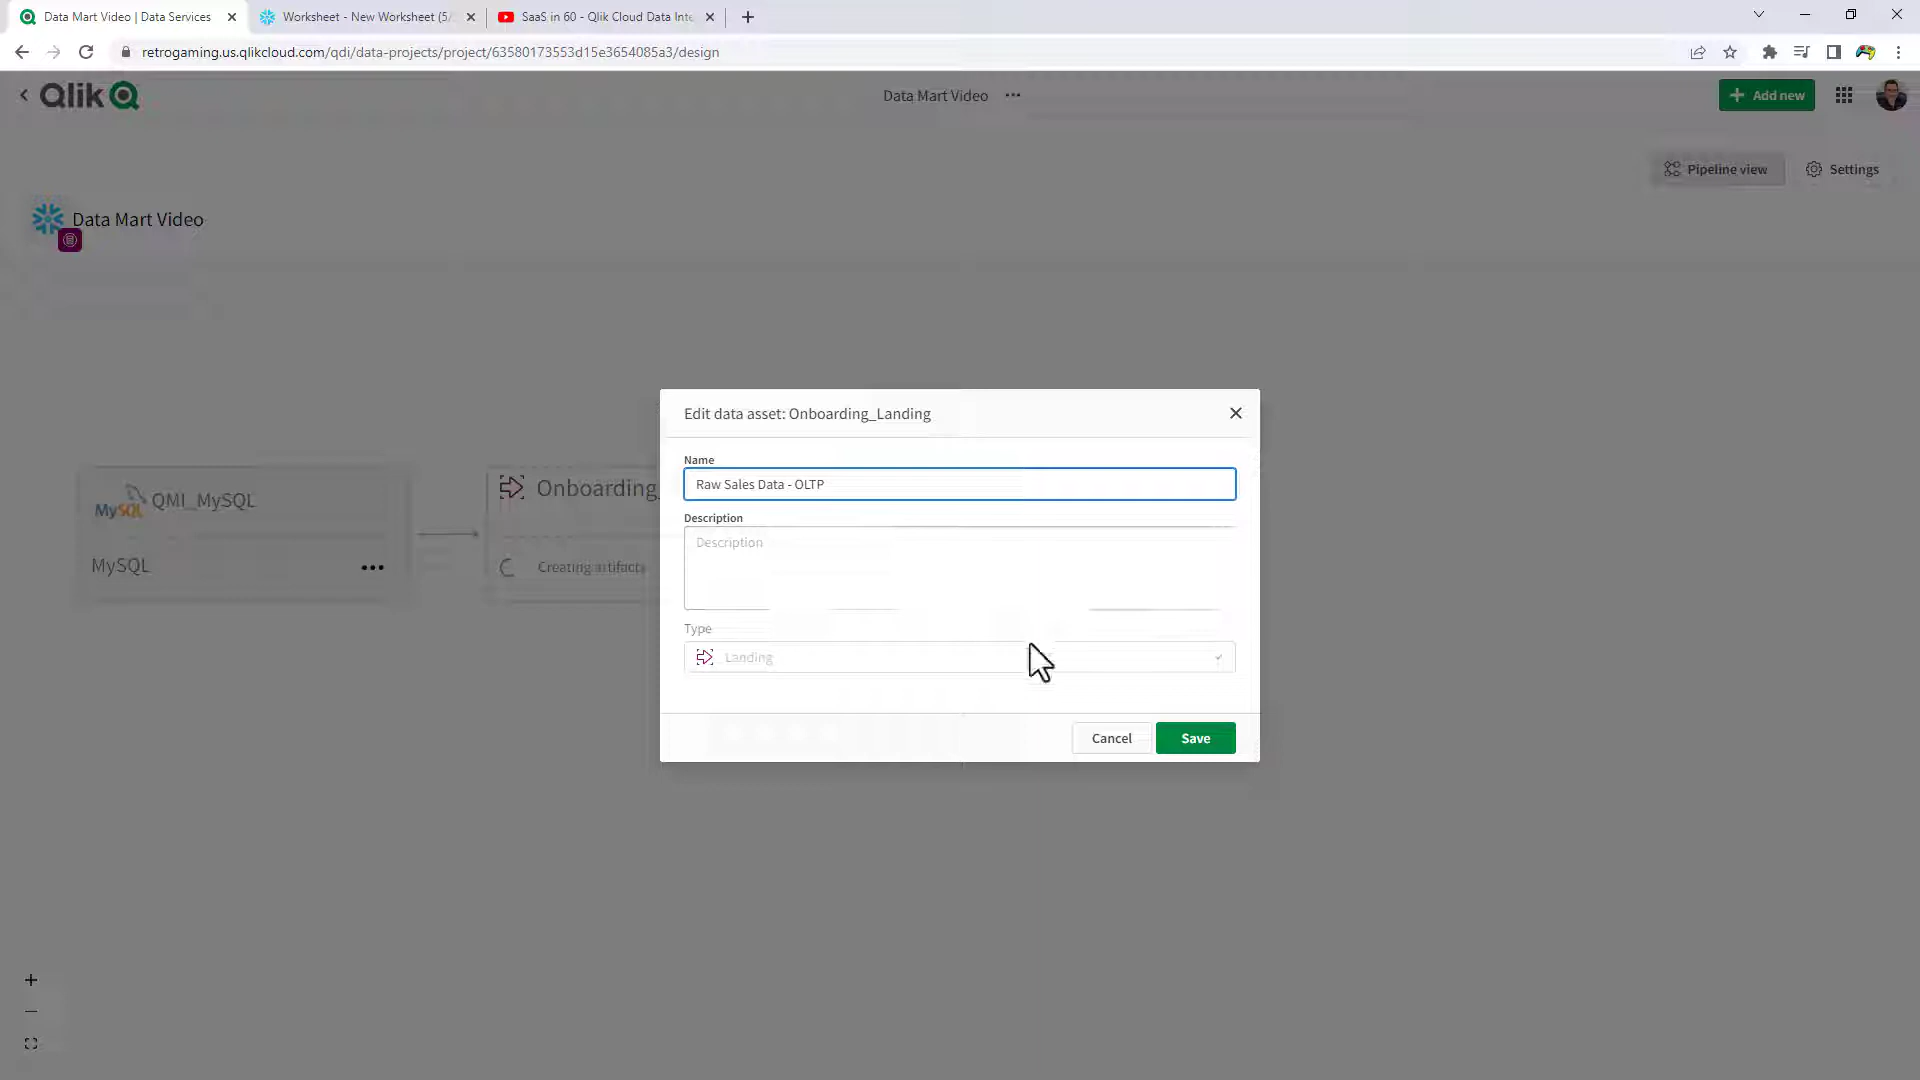 Data Mart Video | Data Services
Worksheet - New Worksheet (5/
SaaS in 60 - Qlik Cloud Data Inte
retrogaming.us.qlikcloud.com/qdi/data-projects/project/63580173553d15e3654085a3/design
Qlik
Data Mart Video
Add new
Pipeline view
Settings
Data Mart Video
Edit data asset: Onboarding_Landing
Name
Raw Sales Data - OLTP
MySQL QMI_MySQL
Onboarding_
Description
Description
MySQL
Creating artifacts
Type
Landing
Cancel
Save